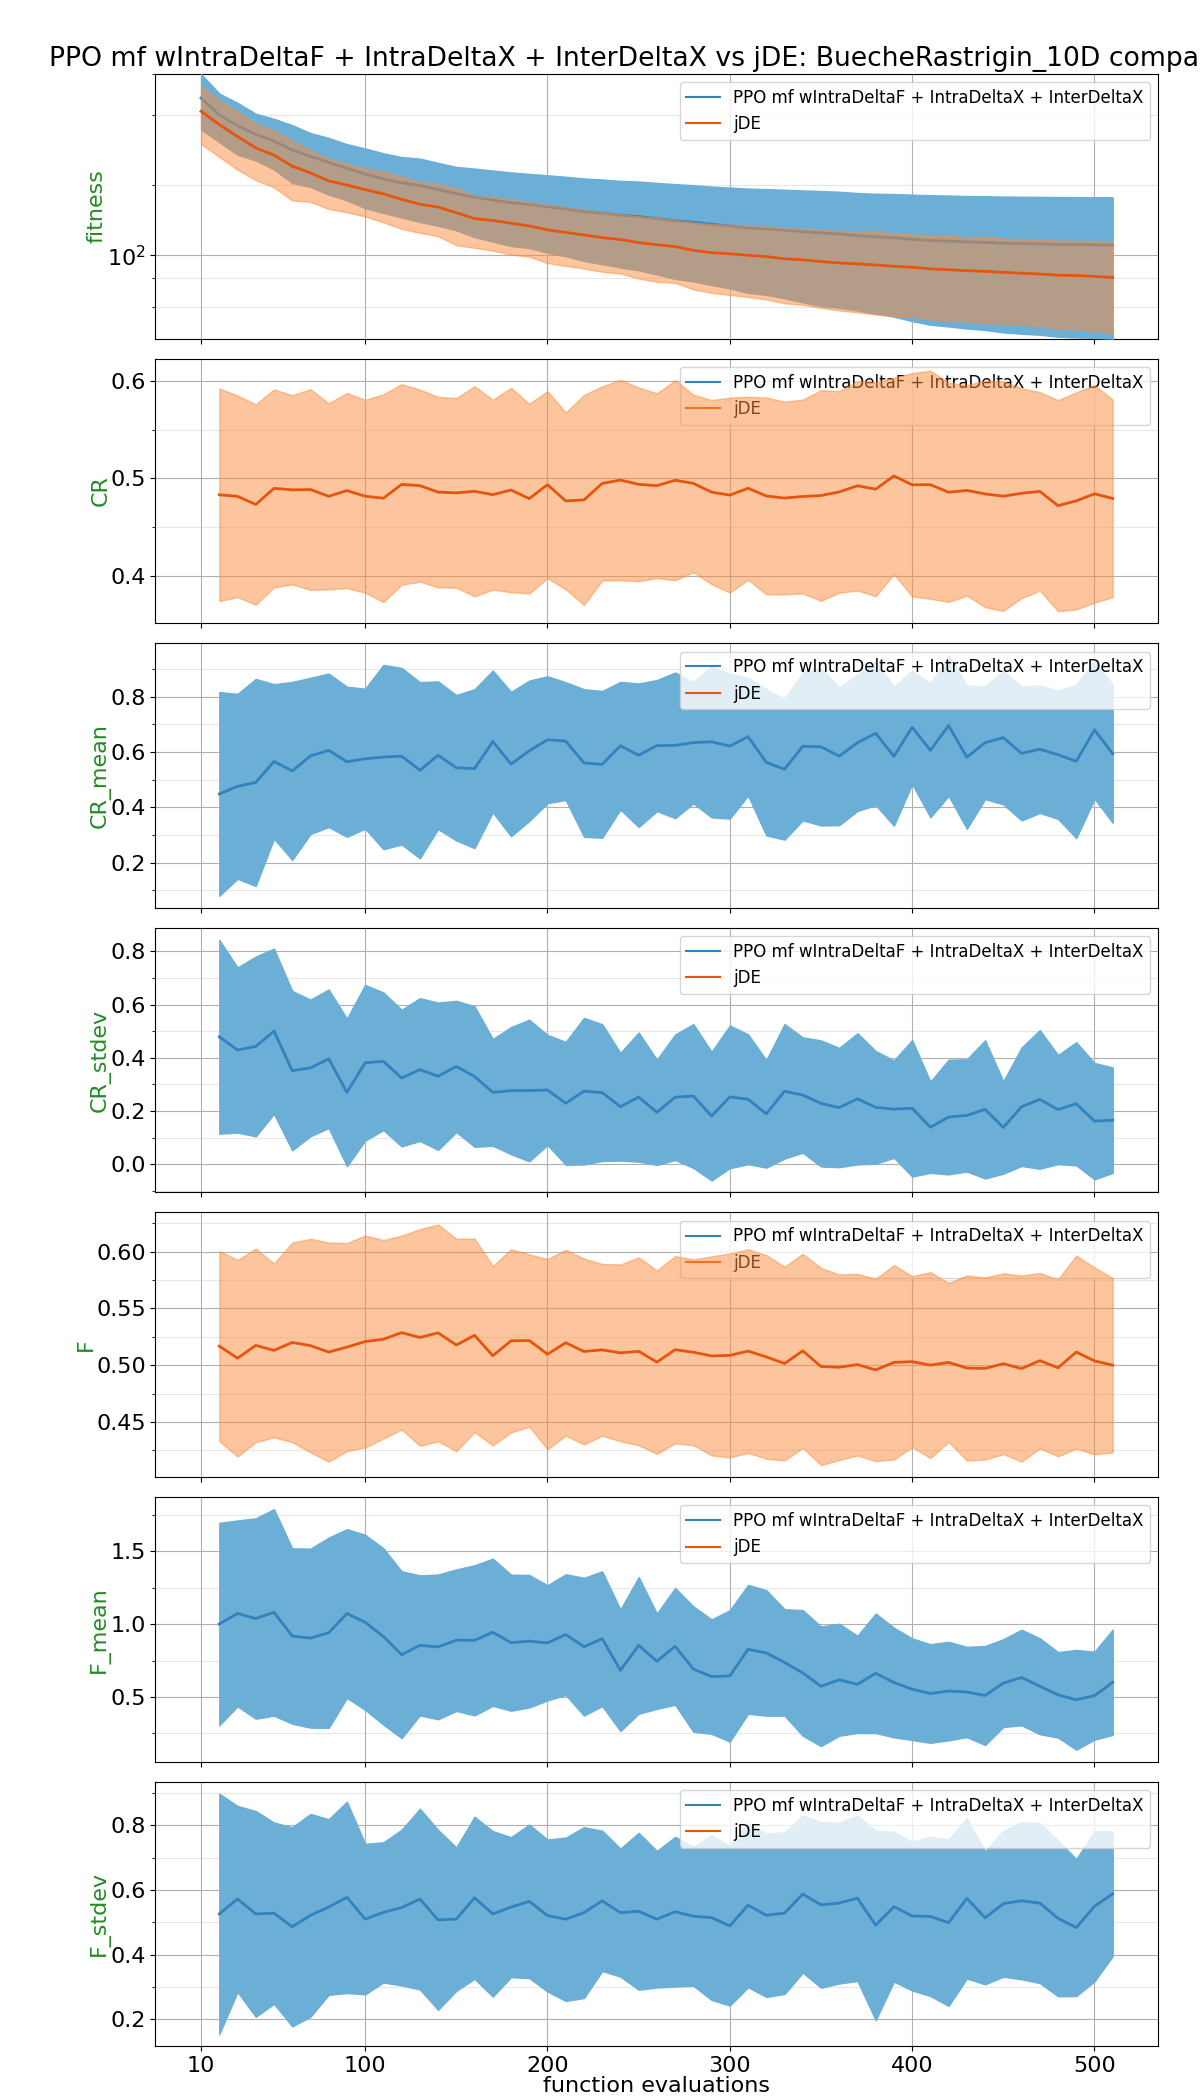 PPO mf wIntraDeltaF + IntraDeltaX + InterDeltaX vs jDE: BuecheRastrigin_10D compa
PPO mf wIntraDeltaF + IntraDeltaX + InterDeltaX
jDE
fitness
10²
PPO mf wIntraDeltaF + IntraDeltaX + InterDeltaX
jDE
CR
0.6
0.5
0.4
PPO mf wIntraDeltaF + IntraDeltaX + InterDeltaX
jDE
CR_mean
0.8
0.6
0.4
0.2
PPO mf wIntraDeltaF + IntraDeltaX + InterDeltaX
jDE
CR_stdev
0.8
0.6
0.4
0.2
0.0
PPO mf wIntraDeltaF + IntraDeltaX + InterDeltaX
jDE
F
0.60
0.55
0.50
0.45
PPO mf wIntraDeltaF + IntraDeltaX + InterDeltaX
jDE
F_mean
1.5
1.0
0.5
PPO mf wIntraDeltaF + IntraDeltaX + InterDeltaX
jDE
F_stdev
0.8
0.6
0.4
0.2
10 100 200 300 400 500
function evaluations